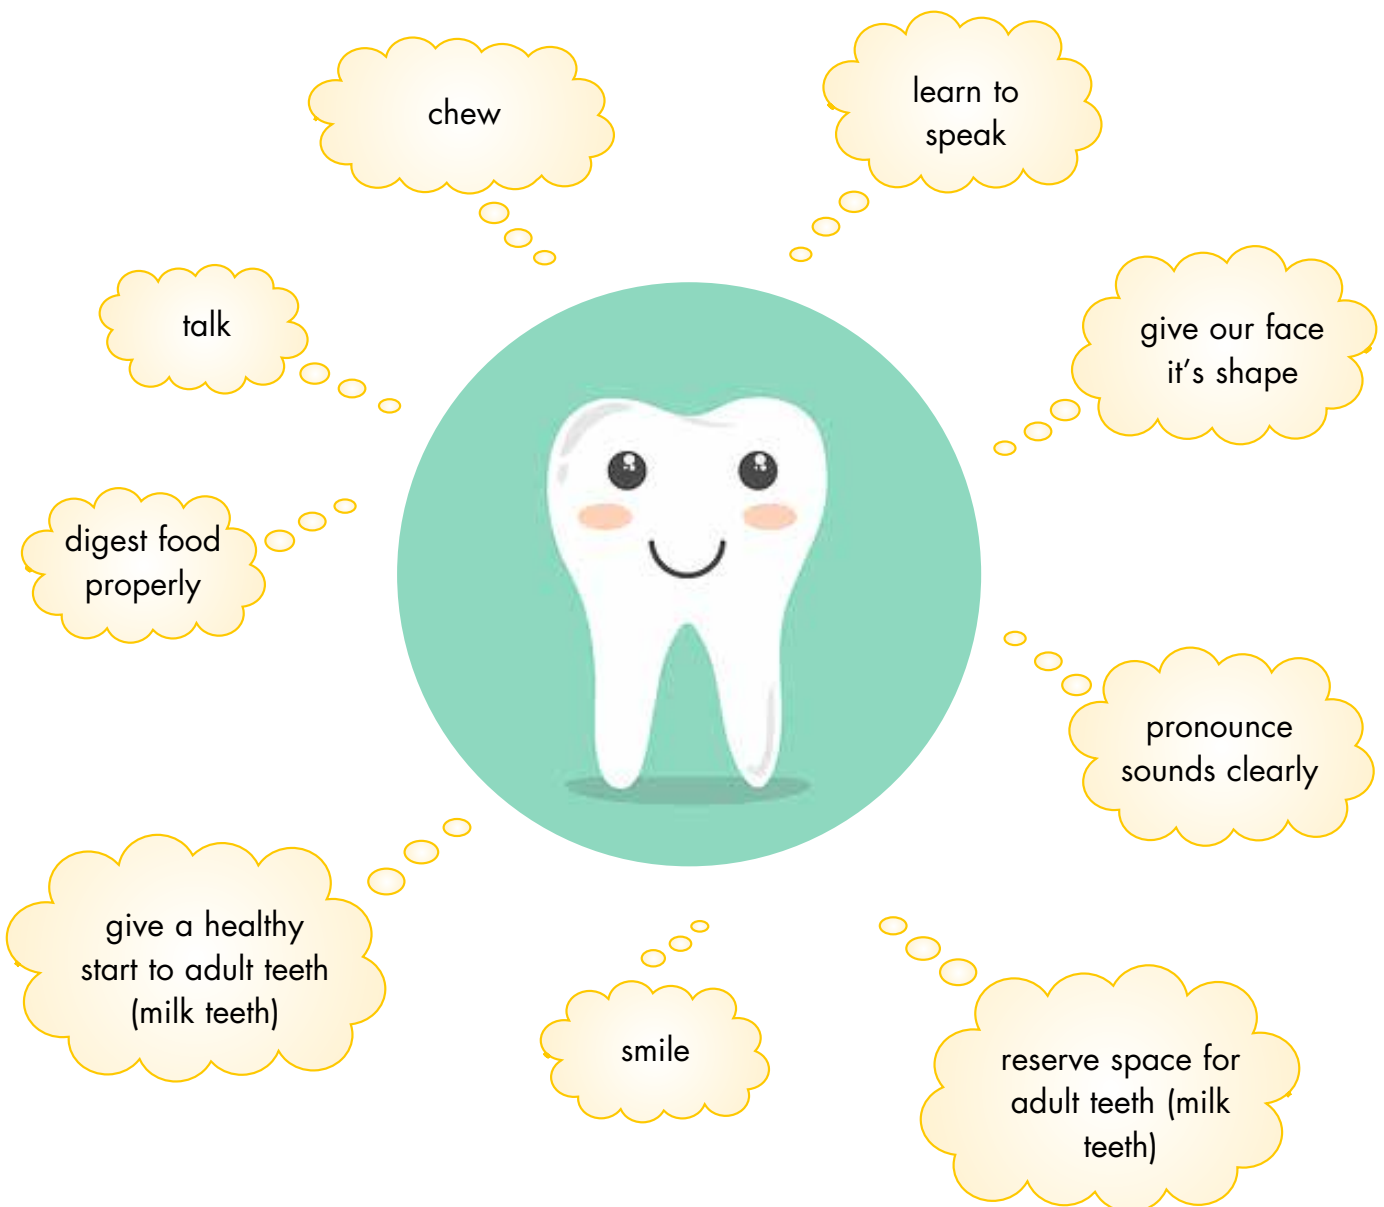 chew
learn to
speak
talk
give our face
it's shape
digest food
properly
pronounce
sounds clearly
give a healthy
start to adult teeth
(milk teeth)
smile
reserve space for
adult teeth (milk
teeth)